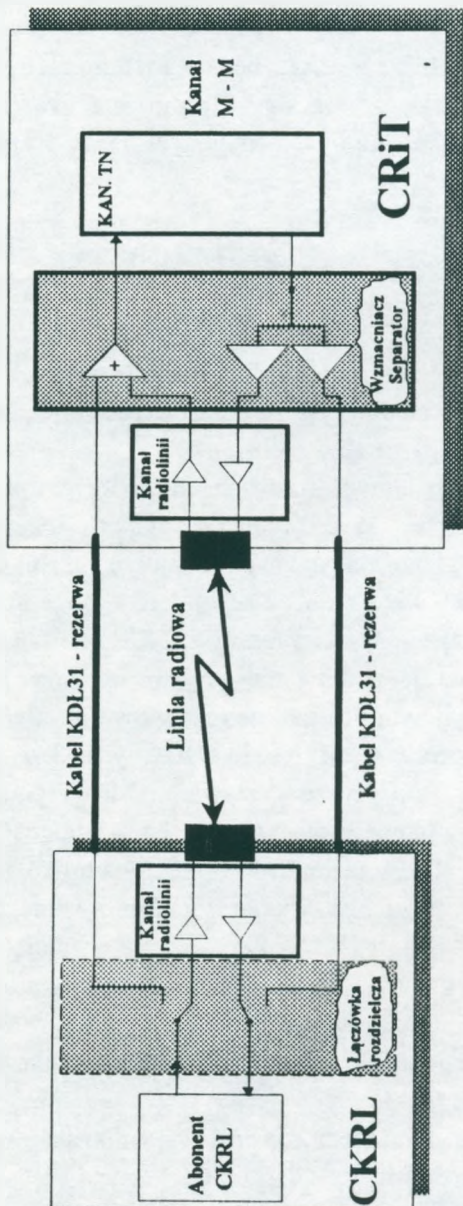 Kanał
M - M
KAN. TN
CRiT
Wzmacniacz
Separator
Kanał
radiolinii
Kabel KDL31 - rezerwa
Linia radiowa
Kabel KDL31 - rezerwa
Kanał
radiolinii
Łączówka
rozdzielcza
Abonent
CKRL
CKRL
+